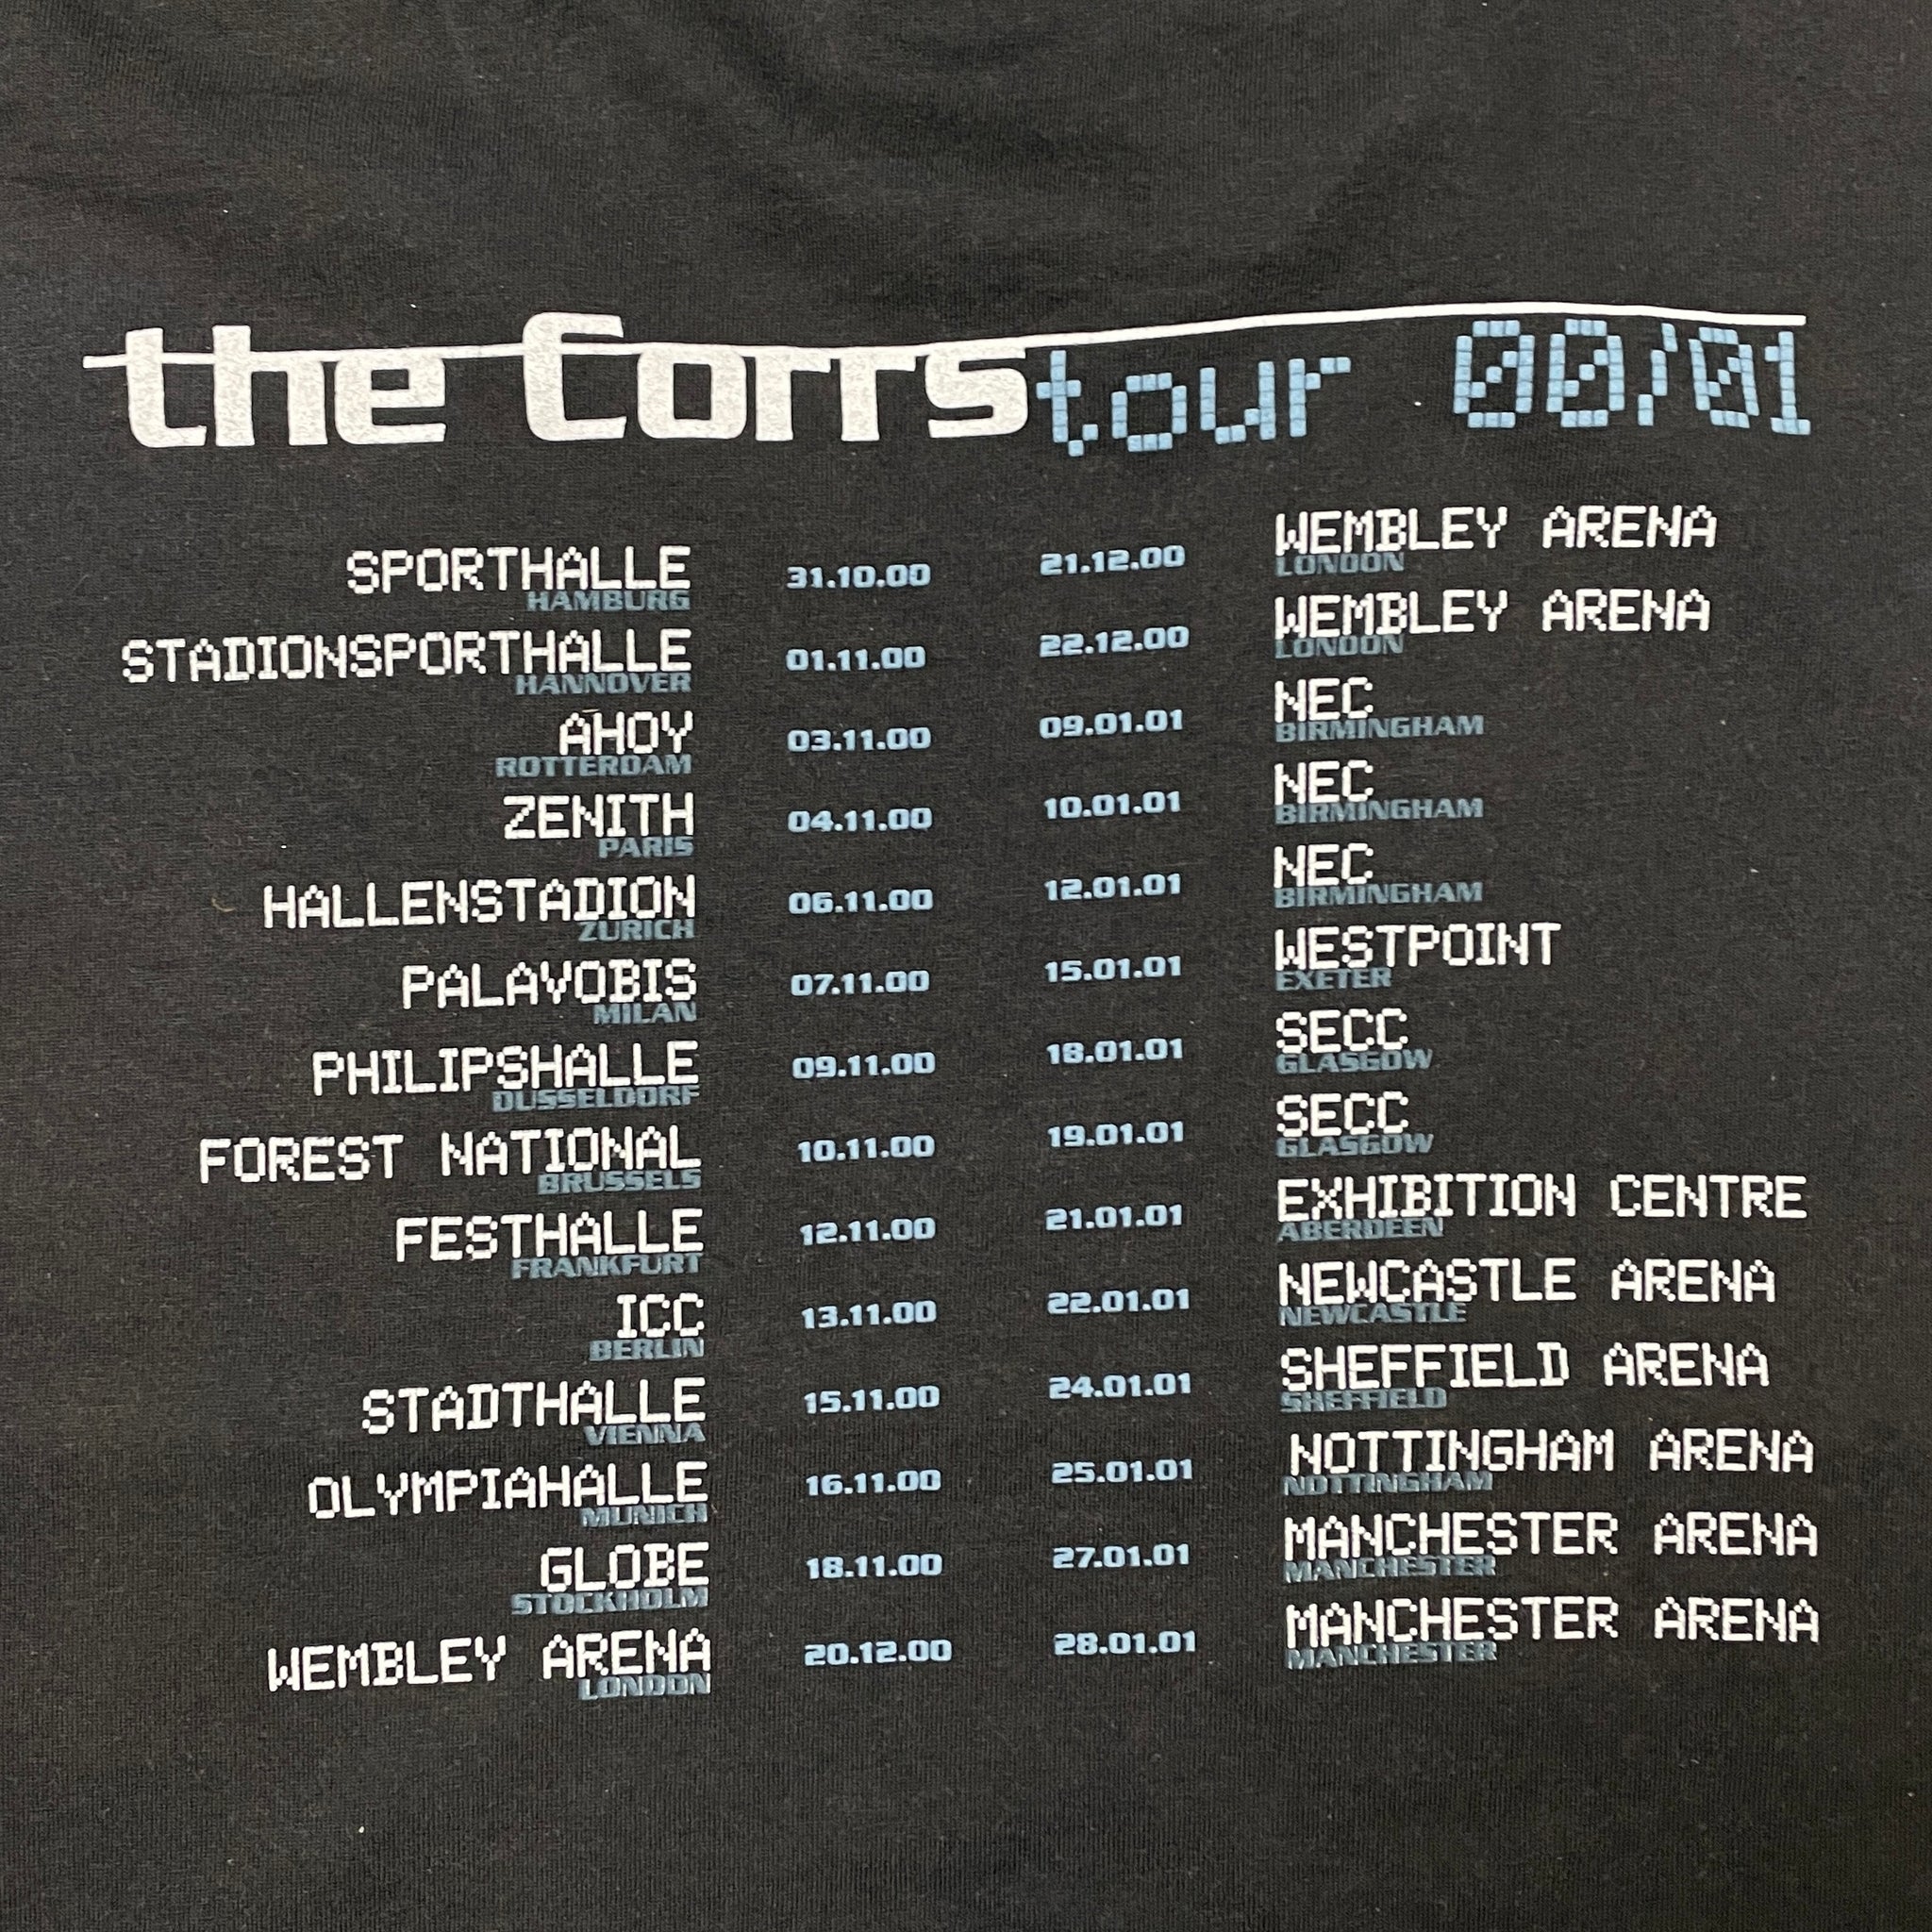 the Corrs tour 00/01
SPORTHALLE 31.10.00
HAMBURG
STADIONSPORTHALLE 01.11.00
HANNOVER
AHOY 03.11.00
ROTTERDAM
ZENITH 04.11.00
PARIS
HALLENSTADION 06.11.00
ZURICH
PALAVOBIS 07.11.00
MILAN
PHILIPSHALLE 09.11.00
DUSSELDORF
FOREST NATIONAL 10.11.00
BRUSSELS
FESTHALLE 12.11.00
FRANKFURT
ICC 13.11.00
BERLIN
STADTHALLE 15.11.00
VIENNA
OLYMPIAHALLE 16.11.00
MUNICH
GLOBE 18.11.00
STOCKHOLM
WEMBLEY ARENA 20.12.00
LONDON
21.12.00 WEMBLEY ARENA
LONDON
22.12.00 WEMBLEY ARENA
LONDON
09.01.01 NEC
BIRMINGHAM
10.01.01 NEC
BIRMINGHAM
12.01.01 NEC
BIRMINGHAM
15.01.01 WESTPOINT
EXETER
18.01.01 SECC
GLASGOW
19.01.01 SECC
GLASGOW
21.01.01 EXHIBITION CENTRE
ABERDEEN
22.01.01 NEWCASTLE ARENA
NEWCASTLE
24.01.01 SHEFFIELD ARENA
SHEFFIELD
25.01.01 NOTTINGHAM ARENA
NOTTINGHAM
27.01.01 MANCHESTER ARENA
MANCHESTER
28.01.01 MANCHESTER ARENA
MANCHESTER